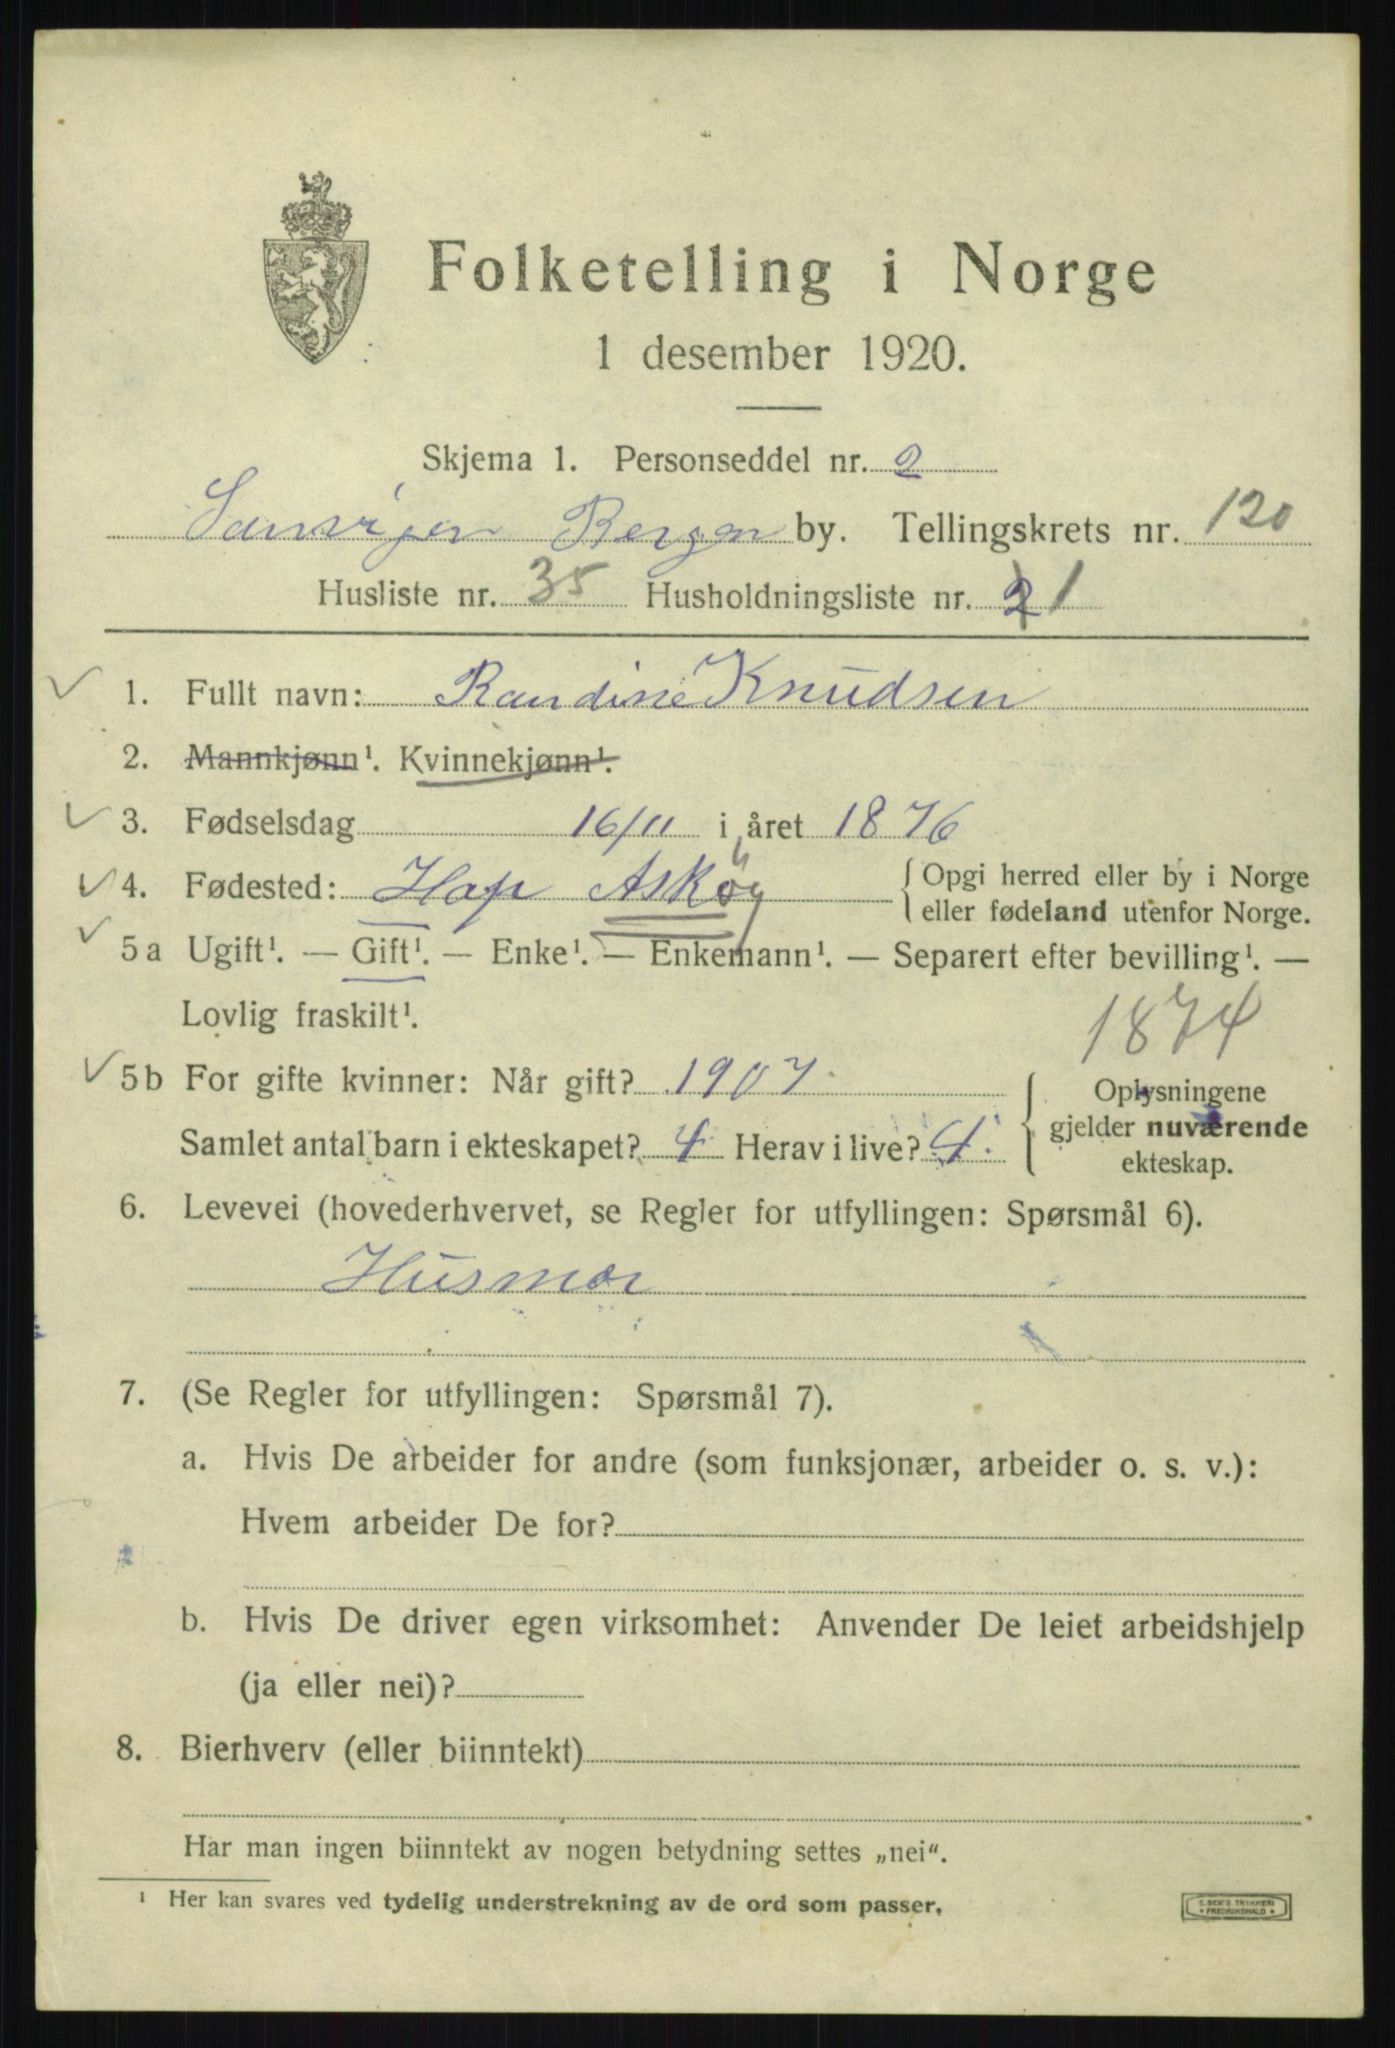 Folketelling i Norge
1 desember 1920.
Skjema 1. Personseddel nr. 2
Sansvigen Bergen by. Tellingskrets nr. 120
Husliste nr. 35 Husholdningsliste nr. 2 1
1. Fullt navn: Randine Knudsen
2. Mannkjønn¹. Kvinnekjønn¹.
3. Fødselsdag 16/11 i året 1876
4. Fødested: Hop Askøy { Opgi herred eller by i Norge
eller fødeland utenfor Norge.
5a Ugift¹. — Gift¹. — Enke¹. — Enkemann¹. — Separert efter bevilling¹. —
Lovlig fraskilt¹.
1874
5b For gifte kvinner: Når gift? 1907
Samlet antal barn i ekteskapet? 4 Herav i live? 4.
Oplysningene
gjelder nuværende
ekteskap.
6. Levevei (hovederhvervet, se Regler for utfyllingen: Spørsmål 6).
Husmor
7. (Se Regler for utfyllingen: Spørsmål 7).
a. Hvis De arbeider for andre (som funksjonær, arbeider o. s. v.):
Hvem arbeider De for?
b. Hvis De driver egen virksomhet: Anvender De leiet arbeidshjelp
(ja eller nei)?
8. Bierhverv (eller biinntekt)
Har man ingen biinntekt av nogen betydning settes „nei“.
¹ Her kan svares ved tydelig understrekning av de ord som passer.
TRYKKERI
FREDRIKSHALD